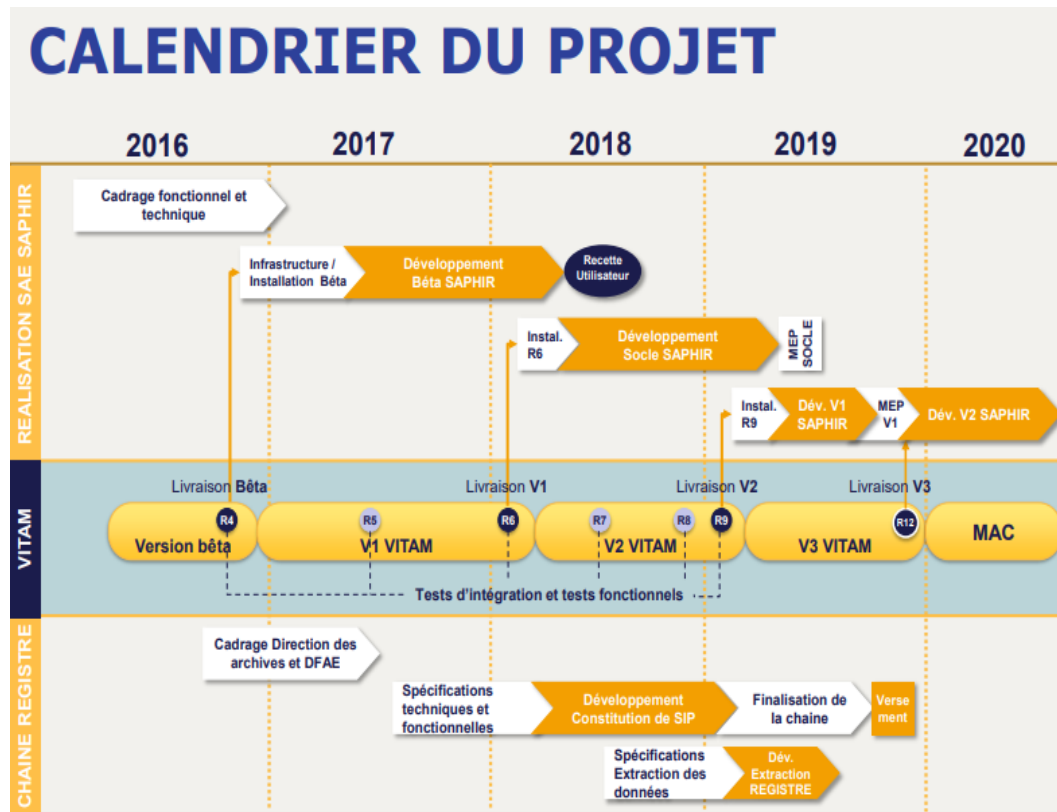 CALENDRIER DU PROJET
2016
2017
2018
2019
2020
REALISATION SAE SAPHIR
Cadrage fonctionnel et
technique
Infrastructure /
Installation Béta
Développement
Béta SAPHIR
Recette
Utilisateur
Instal.
R6
Développement
Socle SAPHIR
MEP
SOCLE
Instal.
R9
Dév. V1
SAPHIR
MEP
V1
Dév. V2 SAPHIR
VITAM
Livraison Bêta
Livraison V1
Livraison V2
Livraison V3
R4
R5
R6
R7
R8
R9
R12
Version bêta
V1 VITAM
V2 VITAM
V3 VITAM
MAC
Tests d'intégration et tests fonctionnels
CHAINE REGISTRE
Cadrage Direction des
archives et DFAE
Spécifications
techniques et
fonctionnelles
Développement
Constitution de SIP
Finalisation de
la chaine
Verse
ment
Spécifications
Extraction des
données
Dév.
Extraction
REGISTRE